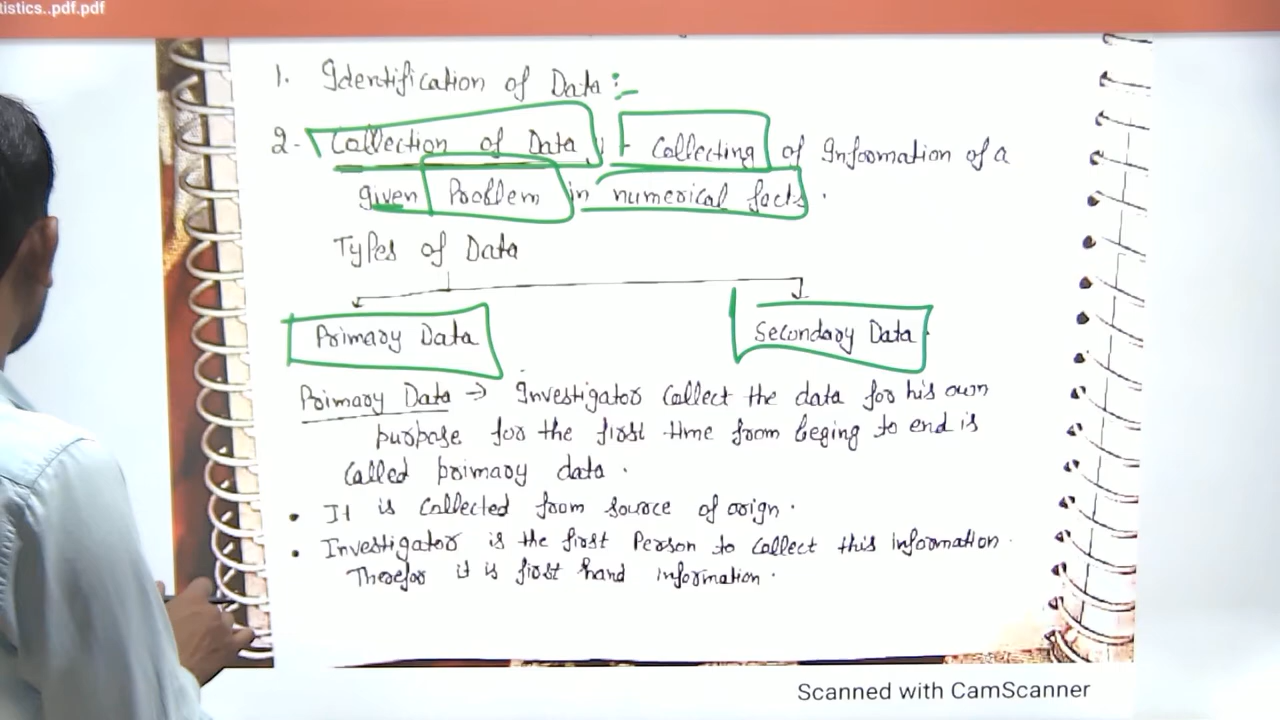 tistics..pdf.pdf
1. Identification of Data :-
2- Collection of Data :- Collecting of Information of a
given Problem in numerical facts.
Types of Data
Primary Data Secondary Data
Primary Data → Investigator Collect the data for his own
purpose for the first time from beging to end is
Called primary data.
• It is Collected from source of orign.
• Investigator is the first Person to Collect this information.
Therefor it is first hand information.
Scanned with CamScanner